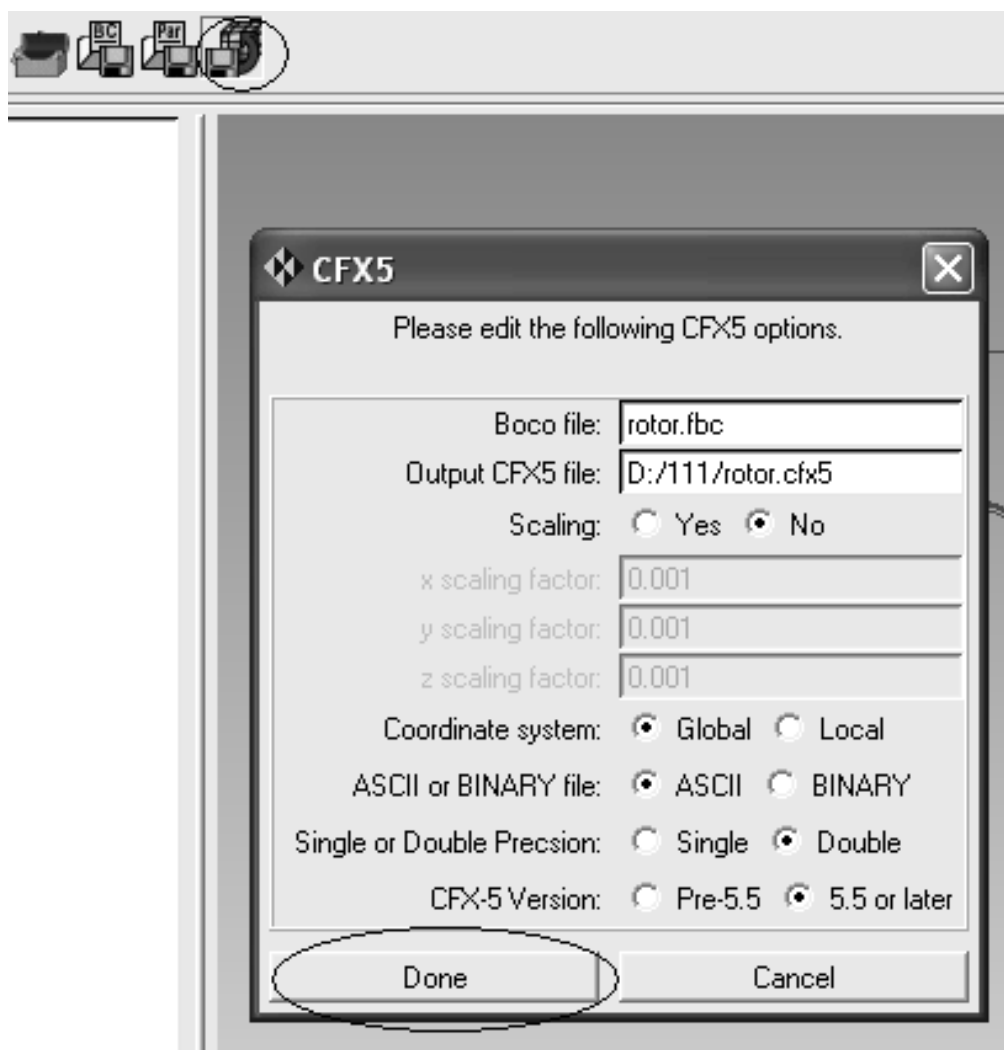 BC Par
CFX5
Please edit the following CFX5 options.
Boco file: rotor.fbc
Output CFX5 file: D:/111/rotor.cfx5
Scaling: Yes No
x scaling factor: 0.001
y scaling factor: 0.001
z scaling factor: 0.001
Coordinate system: Global Local
ASCII or BINARY file: ASCII BINARY
Single or Double Precsion: Single Double
CFX-5 Version: Pre-5.5 5.5 or later
Done Cancel